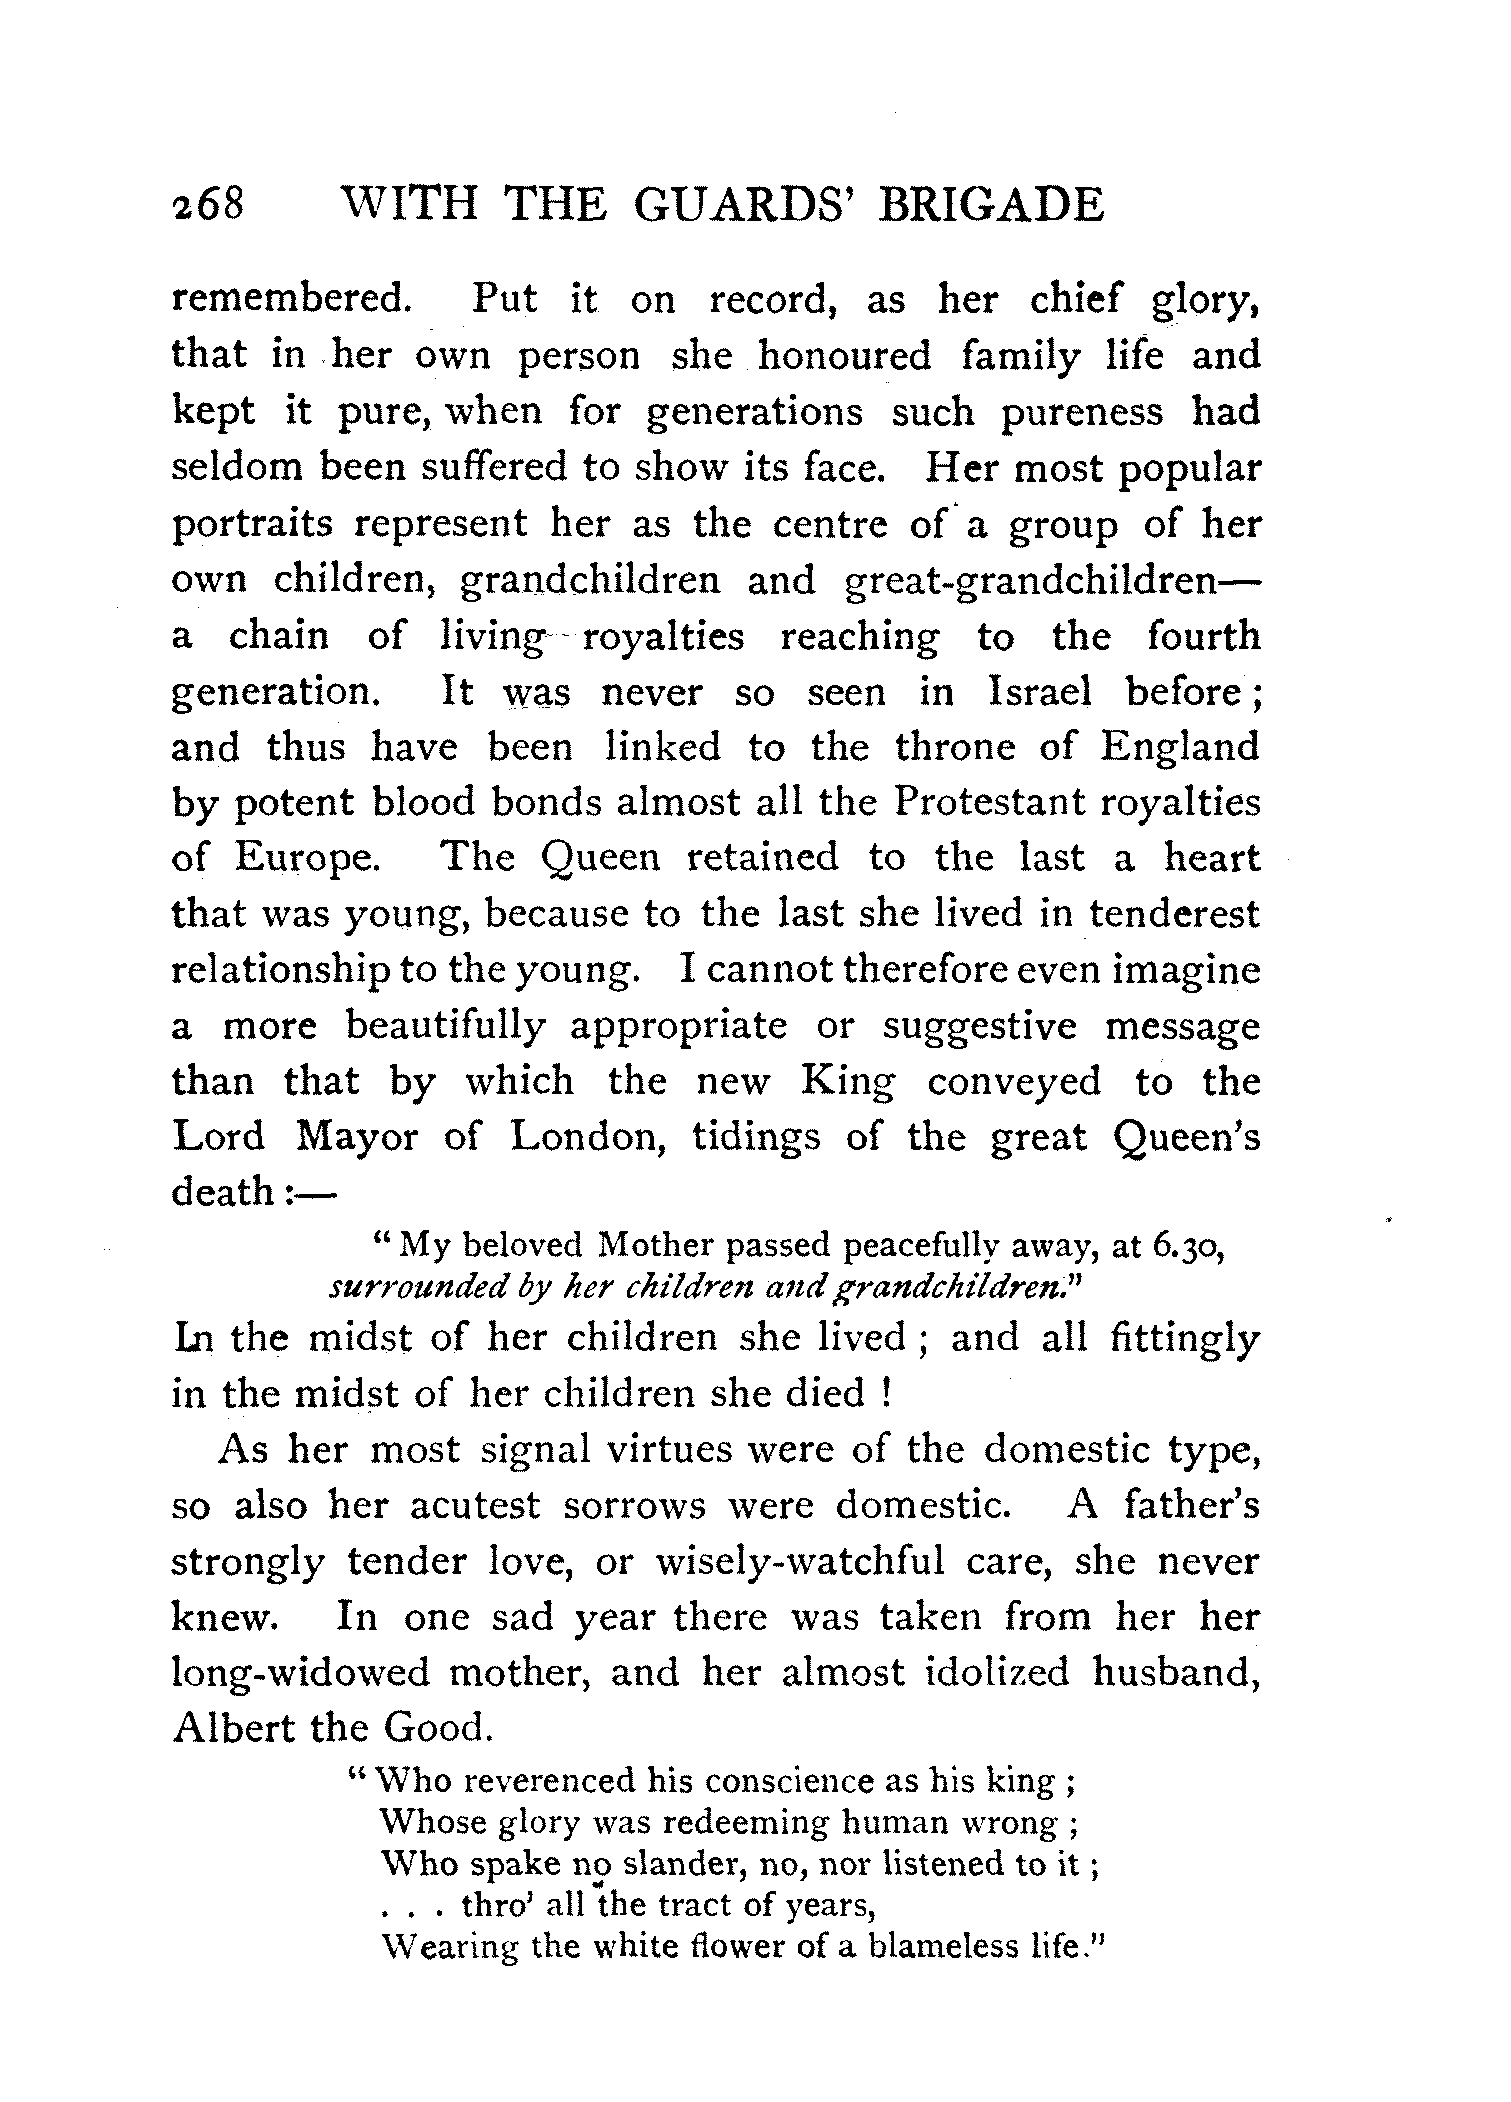 268 WITH THE GUARDS' BRIGADE
remembered. Put it on record, as her chief glory,
that in her own person she honoured family life and
kept it pure, when for generations such pureness had
seldom been suffered to show its face. Her most popular
portraits represent her as the centre of a group of her
own children, grandchildren and great-grandchildren—
a chain of living royalties reaching to the fourth
generation. It was never so seen in Israel before ;
and thus have been linked to the throne of England
by potent blood bonds almost all the Protestant royalties
of Europe. The Queen retained to the last a heart
that was young, because to the last she lived in tenderest
relationship to the young. I cannot therefore even imagine
a more beautifully appropriate or suggestive message
than that by which the new King conveyed to the
Lord Mayor of London, tidings of the great Queen's
death :—
" My beloved Mother passed peacefully away, at 6.30,
surrounded by her children and grandchildren."
In the midst of her children she lived ; and all fittingly
in the midst of her children she died !
As her most signal virtues were of the domestic type,
so also her acutest sorrows were domestic. A father's
strongly tender love, or wisely-watchful care, she never
knew. In one sad year there was taken from her her
long-widowed mother, and her almost idolized husband,
Albert the Good.
" Who reverenced his conscience as his king ;
Whose glory was redeeming human wrong ;
Who spake no slander, no, nor listened to it ;
. . . thro' all the tract of years,
Wearing the white flower of a blameless life."